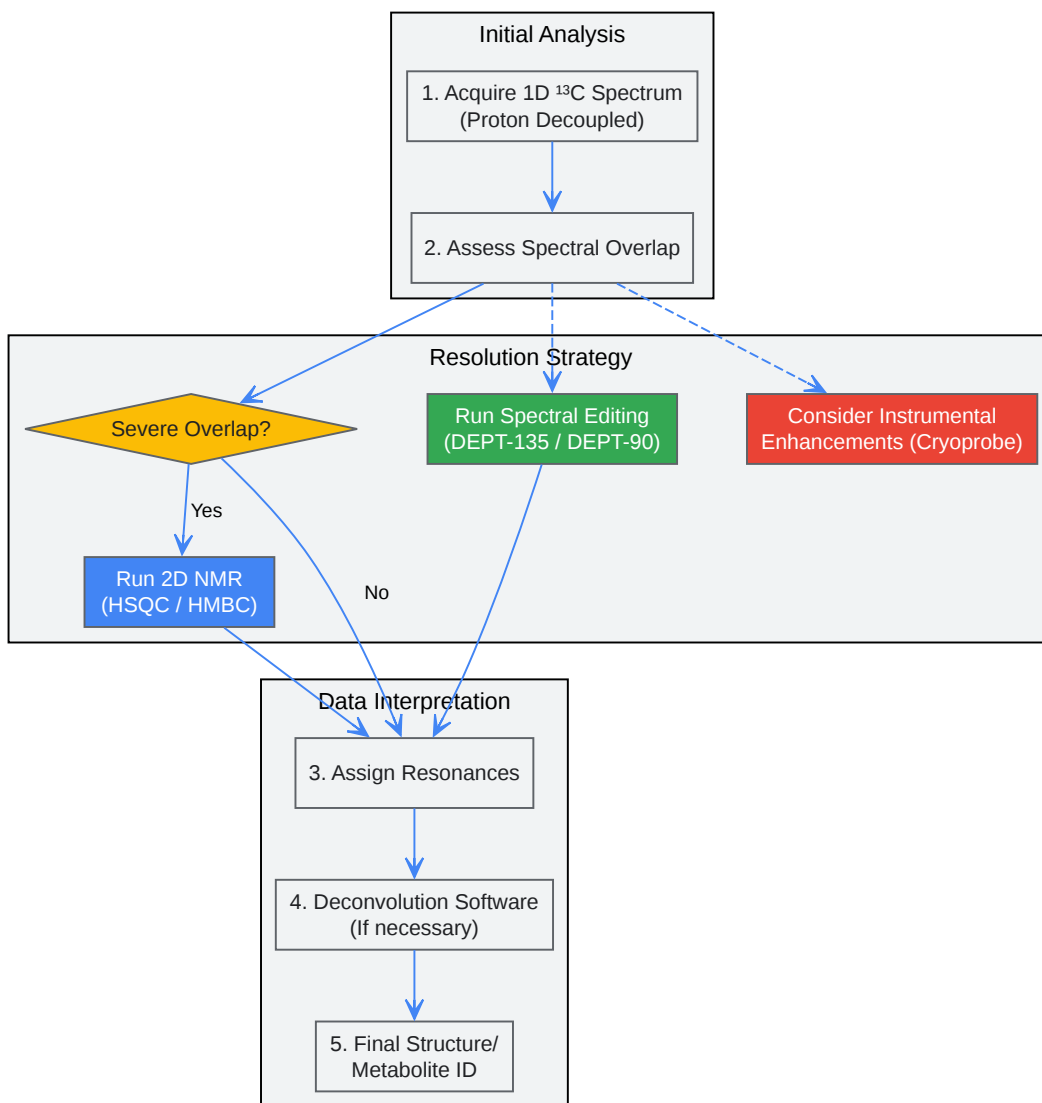 Initial Analysis
1. Acquire 1D ¹³C Spectrum
(Proton Decoupled)
2. Assess Spectral Overlap
Resolution Strategy
Severe Overlap?
Run Spectral Editing
(DEPT-135 / DEPT-90)
Consider Instrumental
Enhancements (Cryoprobe)
Yes
Run 2D NMR
(HSQC / HMBC)
No
Data Interpretation
3. Assign Resonances
4. Deconvolution Software
(If necessary)
5. Final Structure/
Metabolite ID